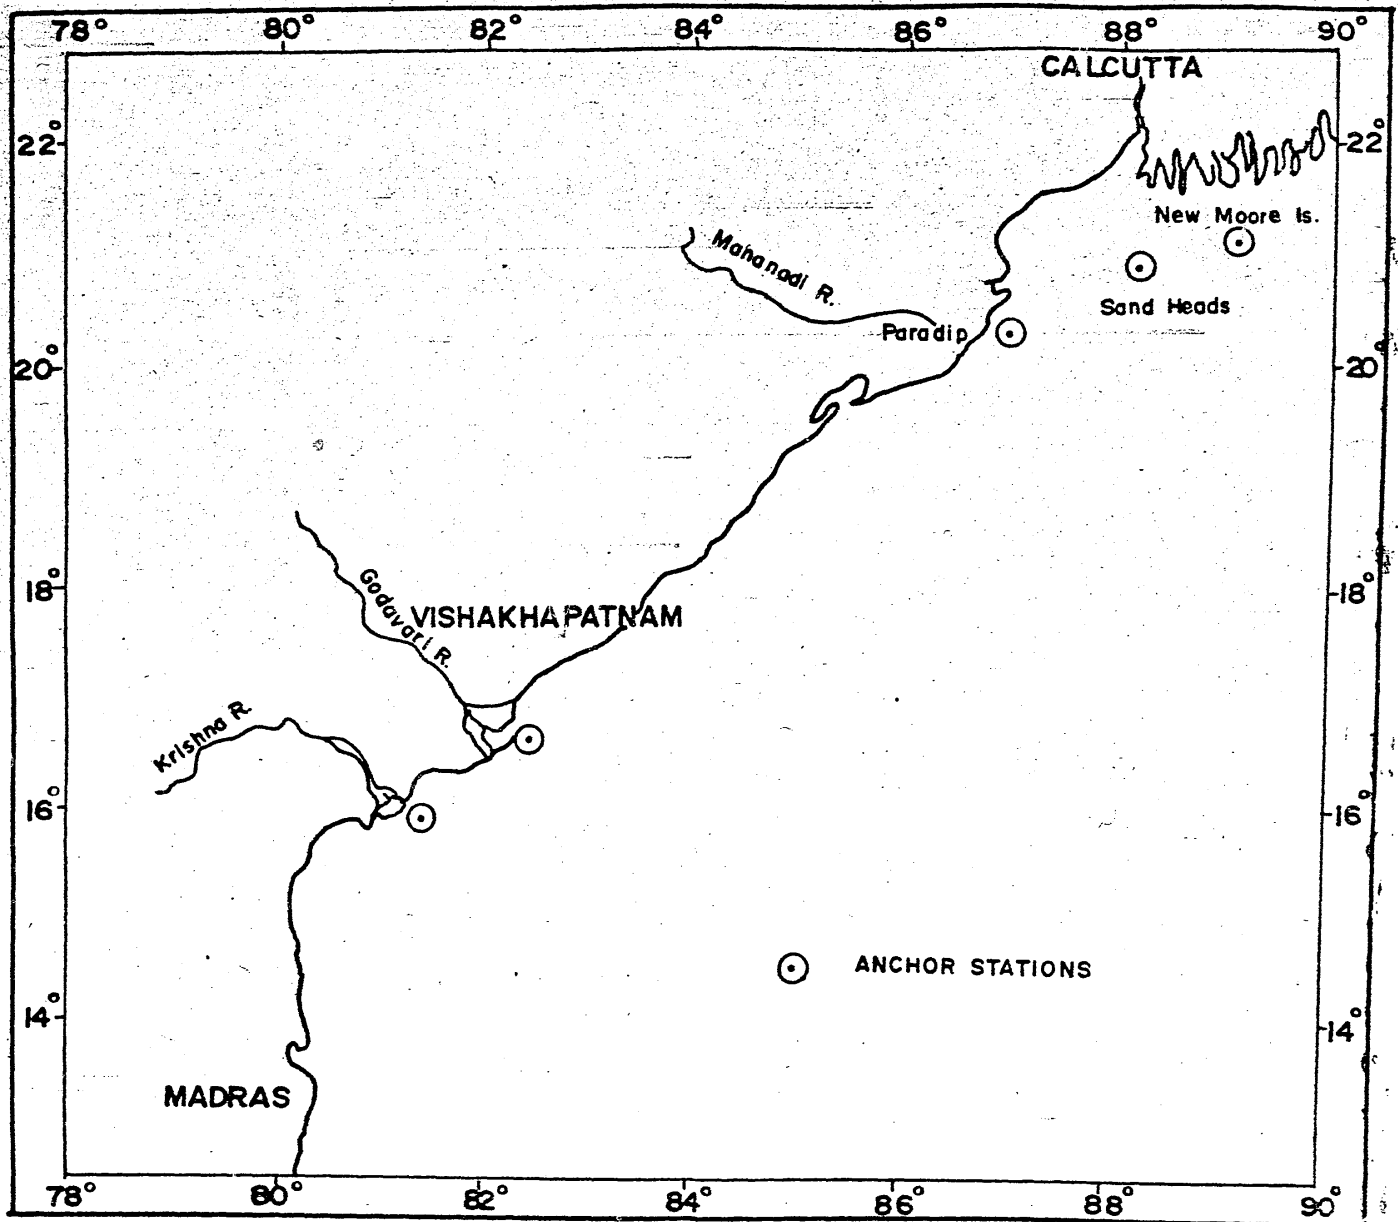 78° 80° 82° 84° 86° 88° 90°
CALCUTTA
22° 22°
New Moore Is.
Mahanadi R.
Sand Heads
Paradip
20° 20°
18° 18°
Godavari R.
VISHAKHAPATNAM
Krishna R.
16° 16°
ANCHOR STATIONS
14° 14°
MADRAS
78° 80° 82° 84° 86° 88° 90°